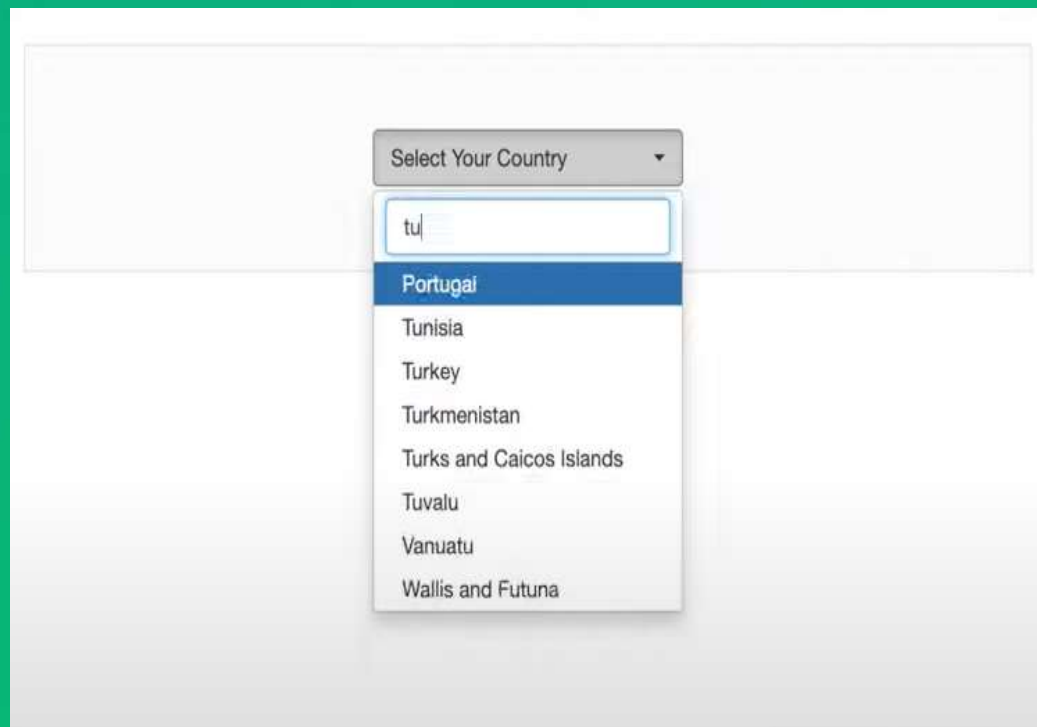 Select Your Country
tu
Portugal
Tunisia
Turkey
Turkmenistan
Turks and Caicos Islands
Tuvalu
Vanuatu
Wallis and Futuna